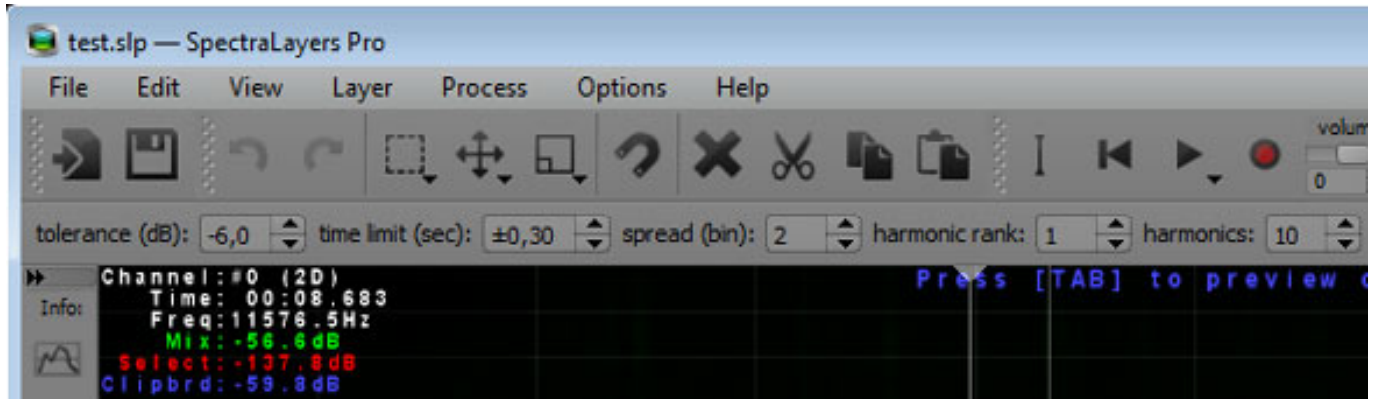 test.slp — SpectraLayers Pro
File Edit View Layer Process Options Help
volum
0
tolerance (dB): -6,0 time limit (sec): ±0,30 spread (bin): 2 harmonic rank: 1 harmonics: 10
Channel:#0 (2D) Press [TAB] to preview
Time: 00:08.683
Info:
Freq:11576.5Hz
Mix:-56.6dB
Select:-137.8dB
Clipbrd:-59.8dB